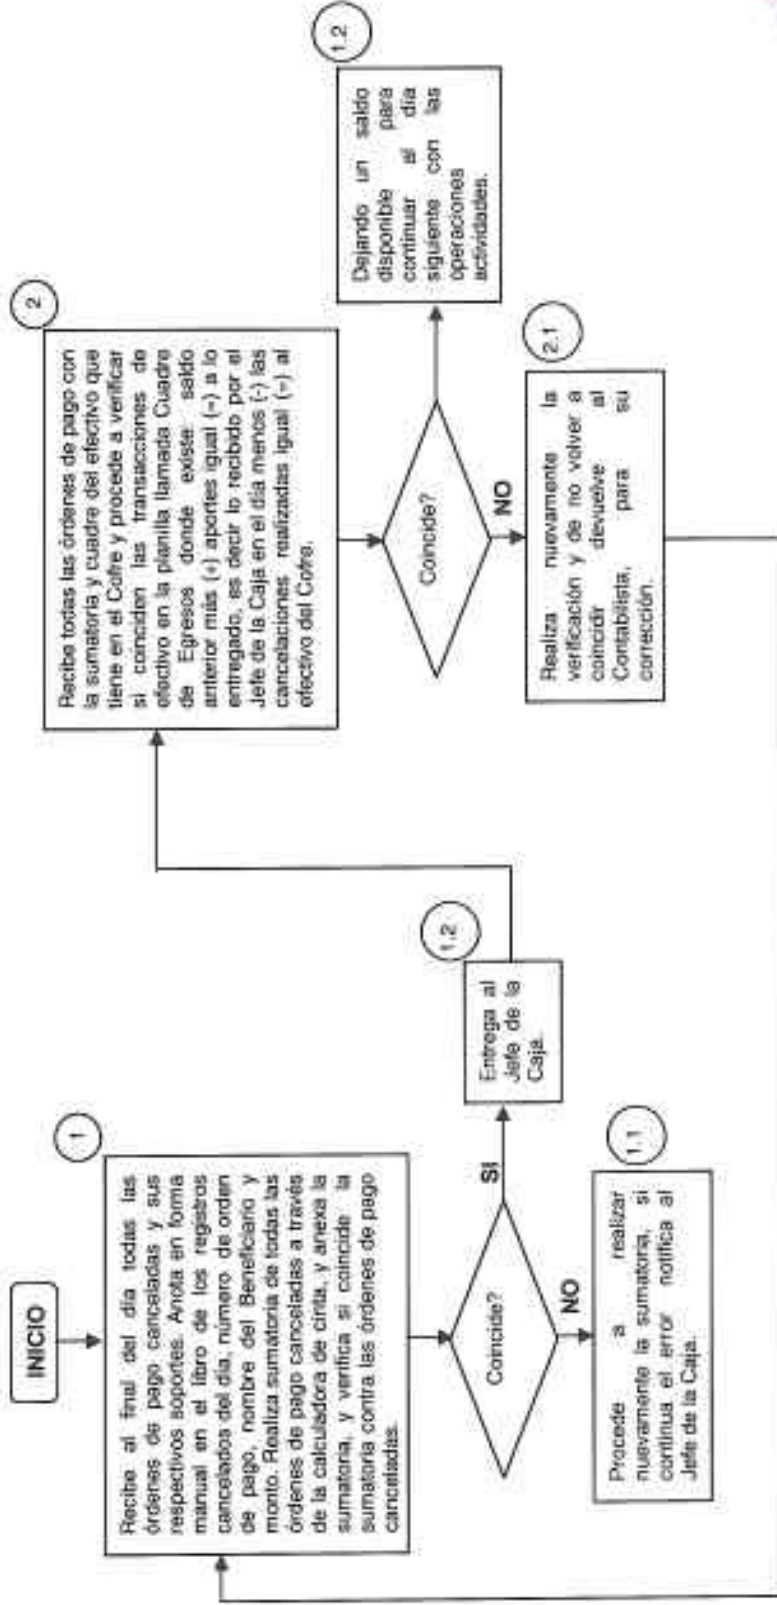 INICIO
1
Recibe al final del día todas las
órdenes de pago canceladas y sus
respectivos soportes. Anota en forma
manual en el libro de los registros
cancelados del día, número de orden
de pago, nombre del Beneficiario y
monto. Realiza sumatoria de todas las
órdenes de pago canceladas a través
de la calculadora de cinta, y anexa la
sumatoria, y verifica si coincide la
sumatoria contra las órdenes de pago
canceladas.
Coincide?
SI
NO
1.1
Procede a realizar
nuevamente la sumatoria, si
continua el error notifica al
Jefe de la Caja.
1.2
Entrega al
Jefe de la
Caja.
2
Recibe todas las órdenes de pago con
la sumatoria y cuadre del efectivo que
tiene en el Cofre y procede a verificar
si coinciden las transacciones de
efectivo en la planilla llamada Cuadre
de Egresos donde existe: saldo
anterior más (+) aportes igual (=) a lo
entregado, es decir lo recibido por el
Jefe de la Caja en el día menos (-) las
cancelaciones realizadas igual (=) al
efectivo del Cofre.
Coincide?
NO
1.2
Dejando un saldo
disponible para
continuar al día
siguiente con las
operaciones
actividades.
2.1
Realiza nuevamente la
verificación y de no volver a
coincidir devuelve al
Contabilista, para su
corrección.